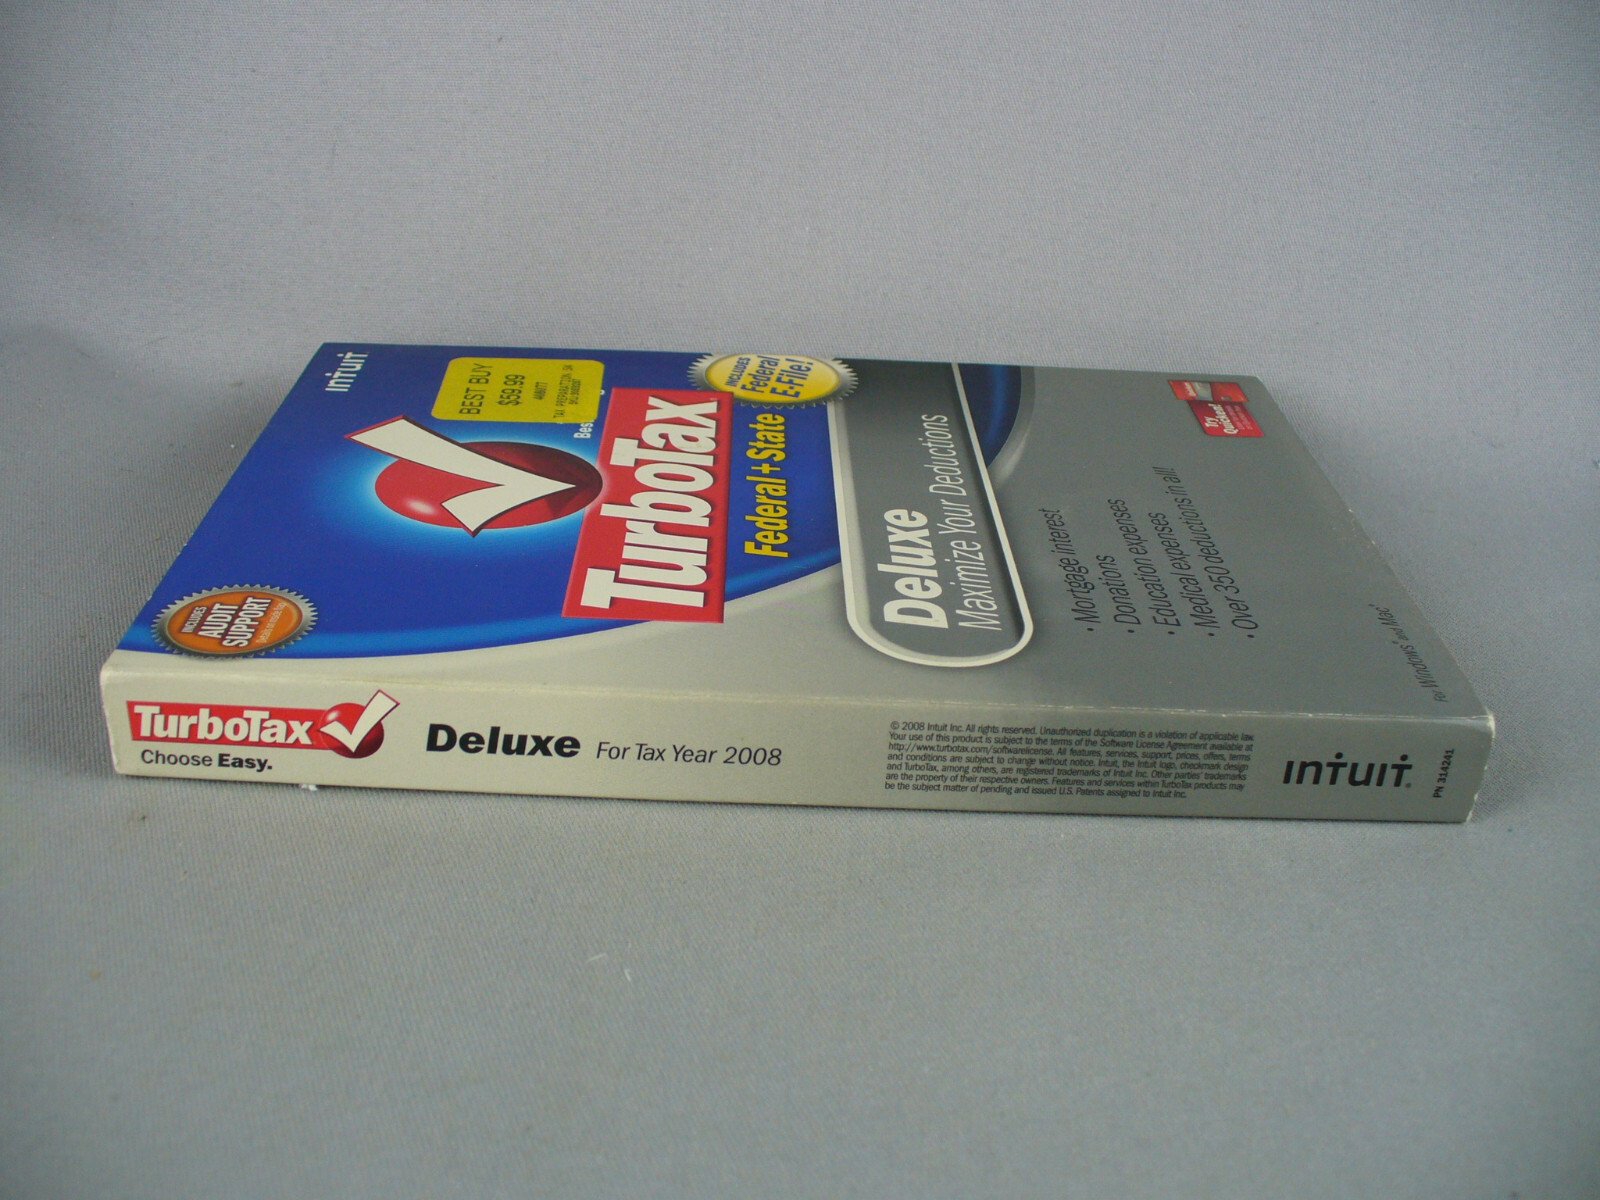 INTUIT
BEST BUY
$59.99
INCLUDES
Federal
E-File!
Bes
TurboTax
Federal + State
Deluxe
Maximize Your Deductions
• Mortgage interest
• Donations
• Education expenses
• Medical expenses
• Over 350 deductions in all!
Try
Quicken!
INCLUDES
AUDIT
SUPPORT
For Windows® and Mac®
TurboTax
Choose Easy.
Deluxe For Tax Year 2008
© 2008 Intuit Inc. All rights reserved. Unauthorized duplication is a violation of applicable law.
Your use of this product is subject to the terms of the Software License Agreement available at
http://www.turbotax.com/softwarelicense. All features, services, support, prices, offers, terms
and conditions are subject to change without notice. Intuit, the Intuit logo, checkmark design
and TurboTax, among others, are registered trademarks of Intuit Inc. Other parties' trademarks
are the property of their respective owners. Features and services within TurboTax products may
be the subject matter of pending and issued U.S. Patents assigned to Intuit Inc.
INTUIT®
PN 314241